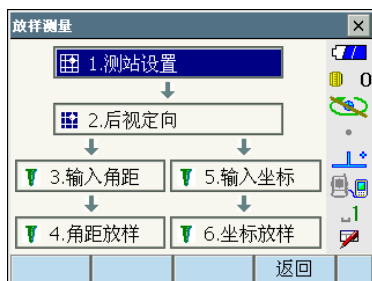 放样测量
1.测站设置
0
2.后视定向
3.输入角距 5.输入坐标
4.角距放样 6.坐标放样
1
返回